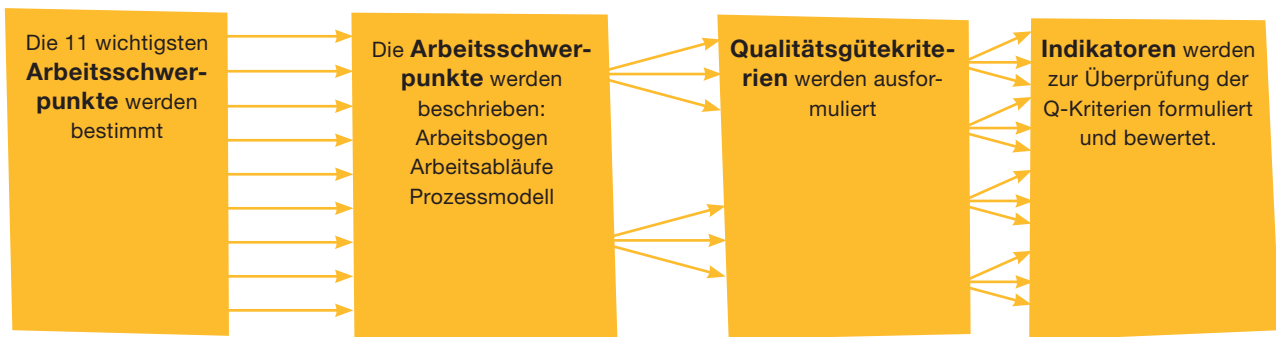 Die 11 wichtigsten
Arbeitsschwer-
punkte werden
bestimmt
Die Arbeitsschwer-
punkte werden
beschrieben:
Arbeitsbogen
Arbeitsabläufe
Prozessmodell
Qualitätsgütekrite-
rien werden ausfor-
muliert
Indikatoren werden
zur Überprüfung der
Q-Kriterien formuliert
und bewertet.